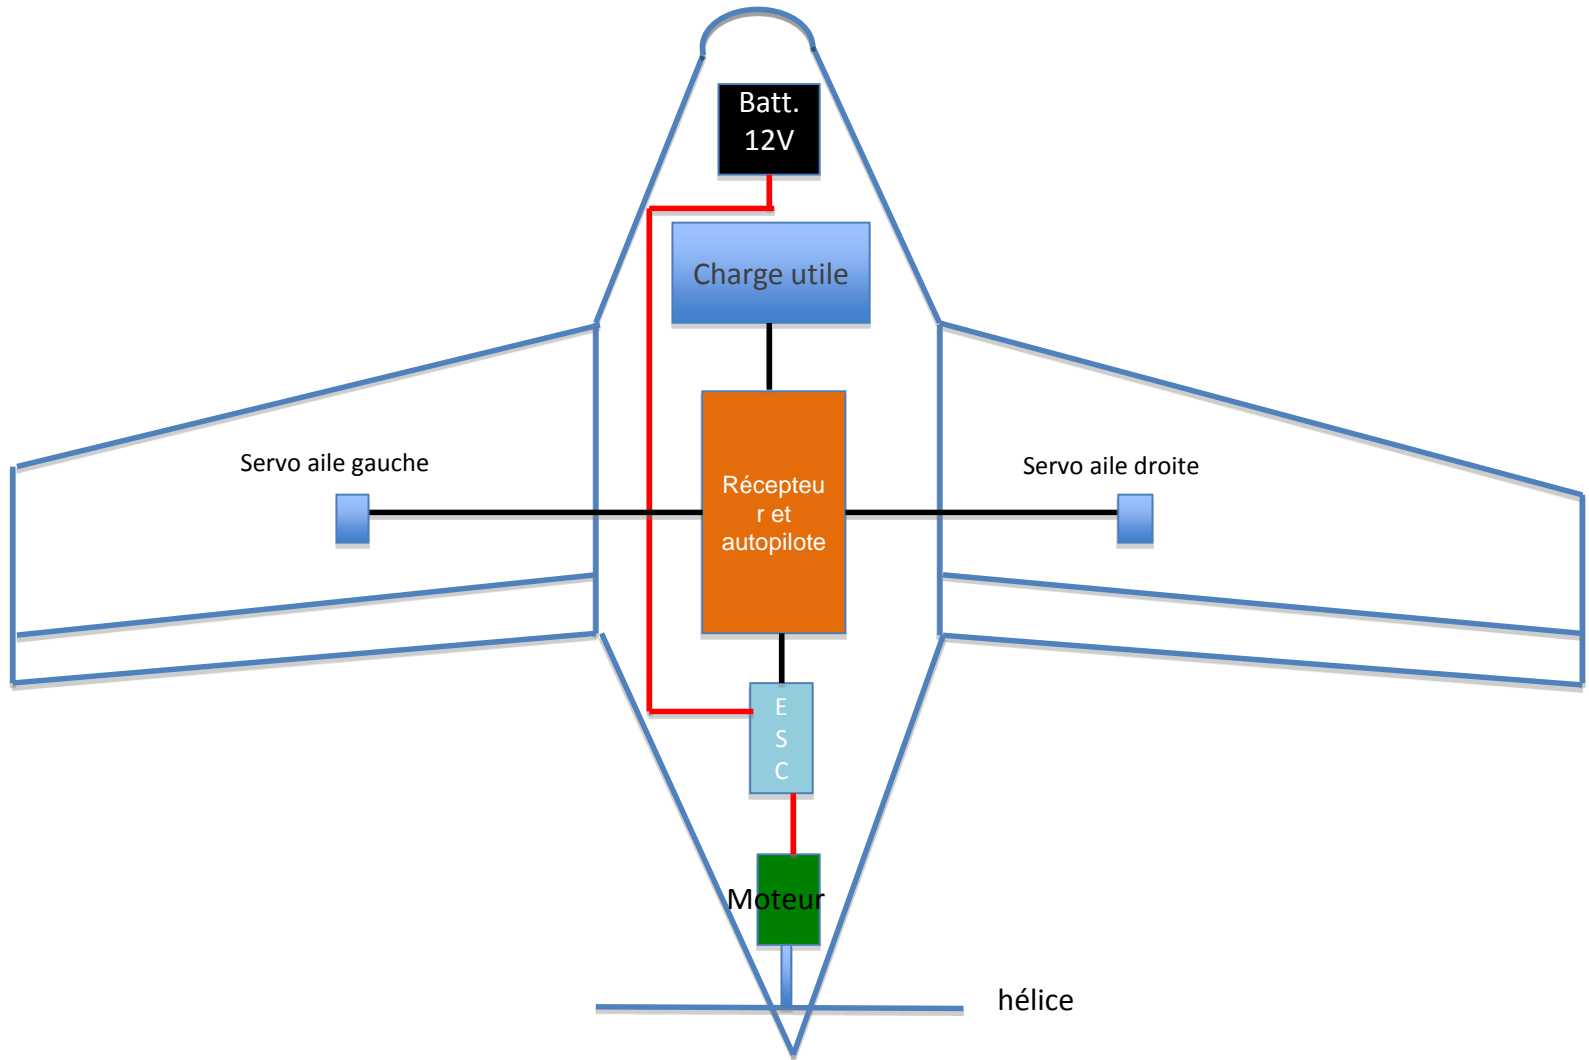 Batt.
12V
Charge utile
Servo aile gauche
Servo aile droite
Récepteu
r et
autopilote
E
S
C
Moteur
hélice